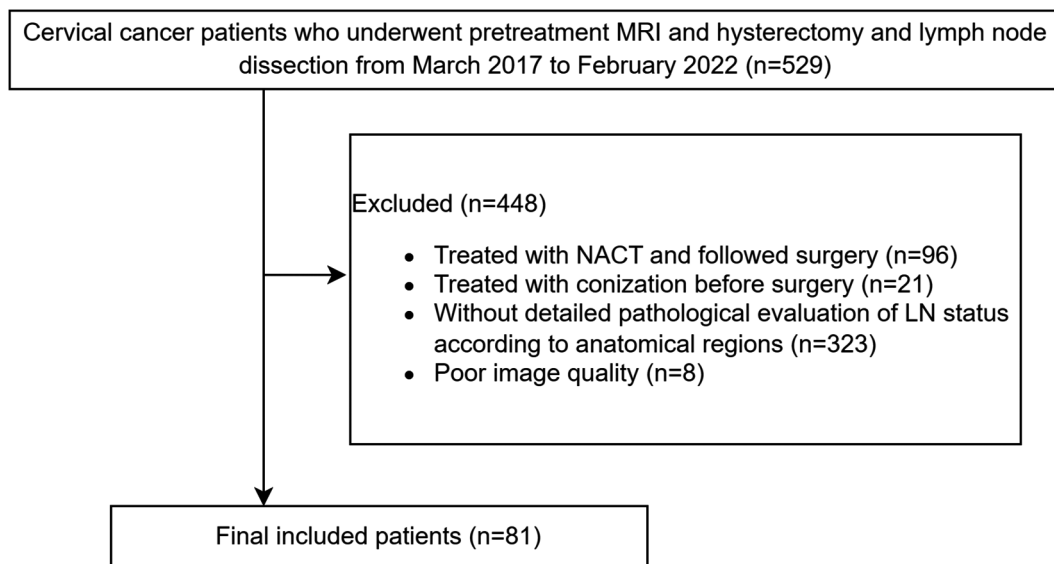 Cervical cancer patients who underwent pretreatment MRI and hysterectomy and lymph node
dissection from March 2017 to February 2022 (n=529)
Excluded (n=448)
• Treated with NACT and followed surgery (n=96)
• Treated with conization before surgery (n=21)
• Without detailed pathological evaluation of LN status
according to anatomical regions (n=323)
• Poor image quality (n=8)
Final included patients (n=81)